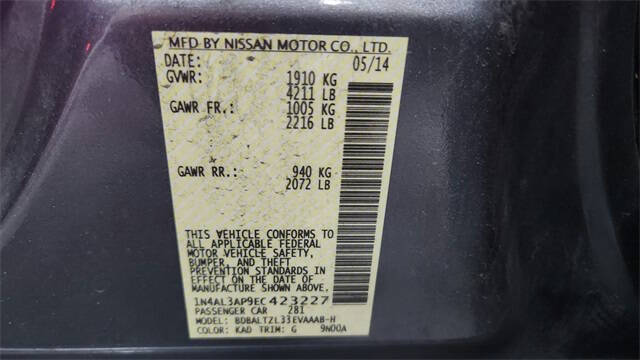 MFD BY NISSAN MOTOR CO., LTD.
DATE: 05/14
GVWR: 1910 KG
4211 LB
GAWR FR.: 1005 KG
2216 LB
GAWR RR.: 940 KG
2072 LB
THIS VEHICLE CONFORMS TO
ALL APPLICABLE FEDERAL
MOTOR VEHICLE SAFETY,
BUMPER, AND THEFT
PREVENTION STANDARDS IN
EFFECT ON THE DATE OF
MANUFACTURE SHOWN ABOVE.
1N4AL3AP9EC423227
PASSENGER CAR 281
MODEL: BDBALTZL33EVAAAB-H
COLOR: KAD TRIM: G 9N00A